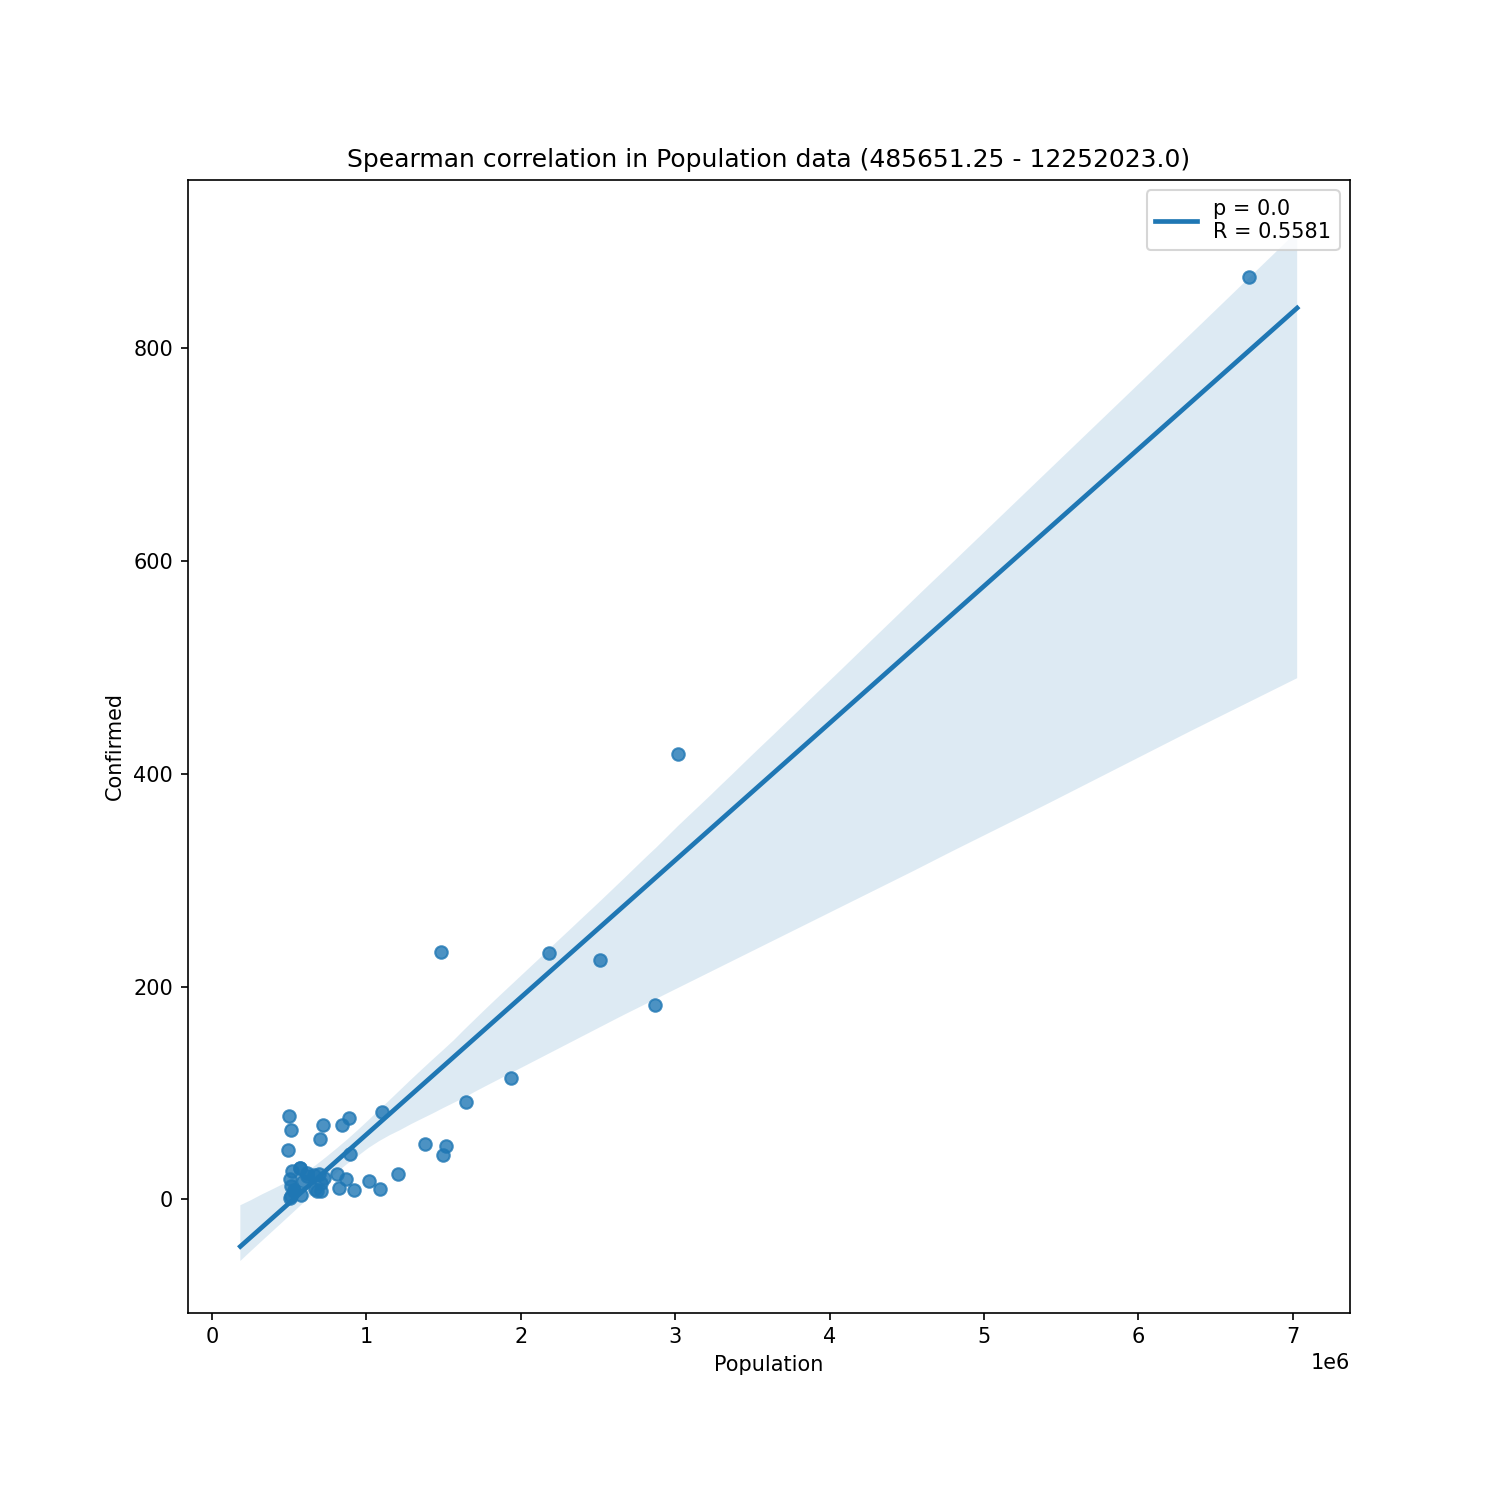 Spearman correlation in Population data (485651.25 - 12252023.0)
p = 0.0
R = 0.5581
800
600
400
200
0
Confirmed
0 1 2 3 4 5 6 7
1e6
Population